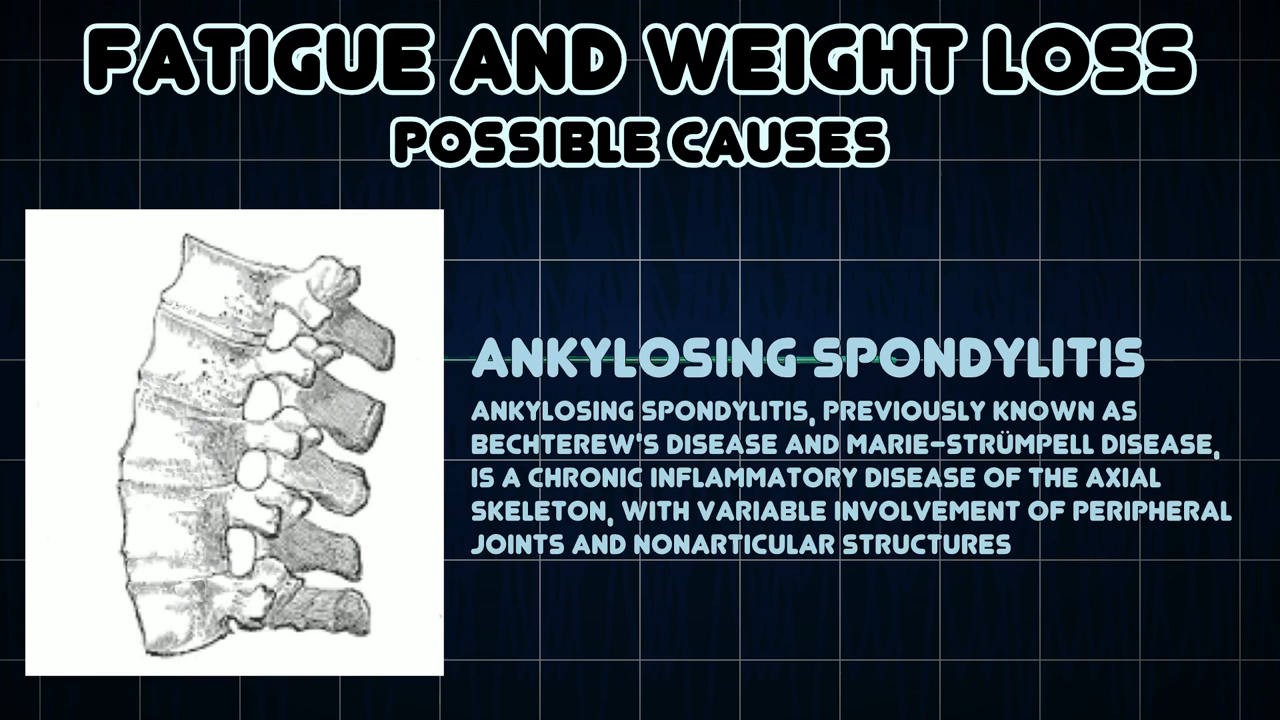 FATIGUE AND WEIGHT LOSS
POSSIBLE CAUSES
ANKYLOSING SPONDYLITIS
ANKYLOSING SPONDYLITIS, PREVIOUSLY KNOWN AS
BECHTEREW'S DISEASE AND MARIE-STRÜMPELL DISEASE,
IS A CHRONIC INFLAMMATORY DISEASE OF THE AXIAL
SKELETON, WITH VARIABLE INVOLVEMENT OF PERIPHERAL
JOINTS AND NONARTICULAR STRUCTURES